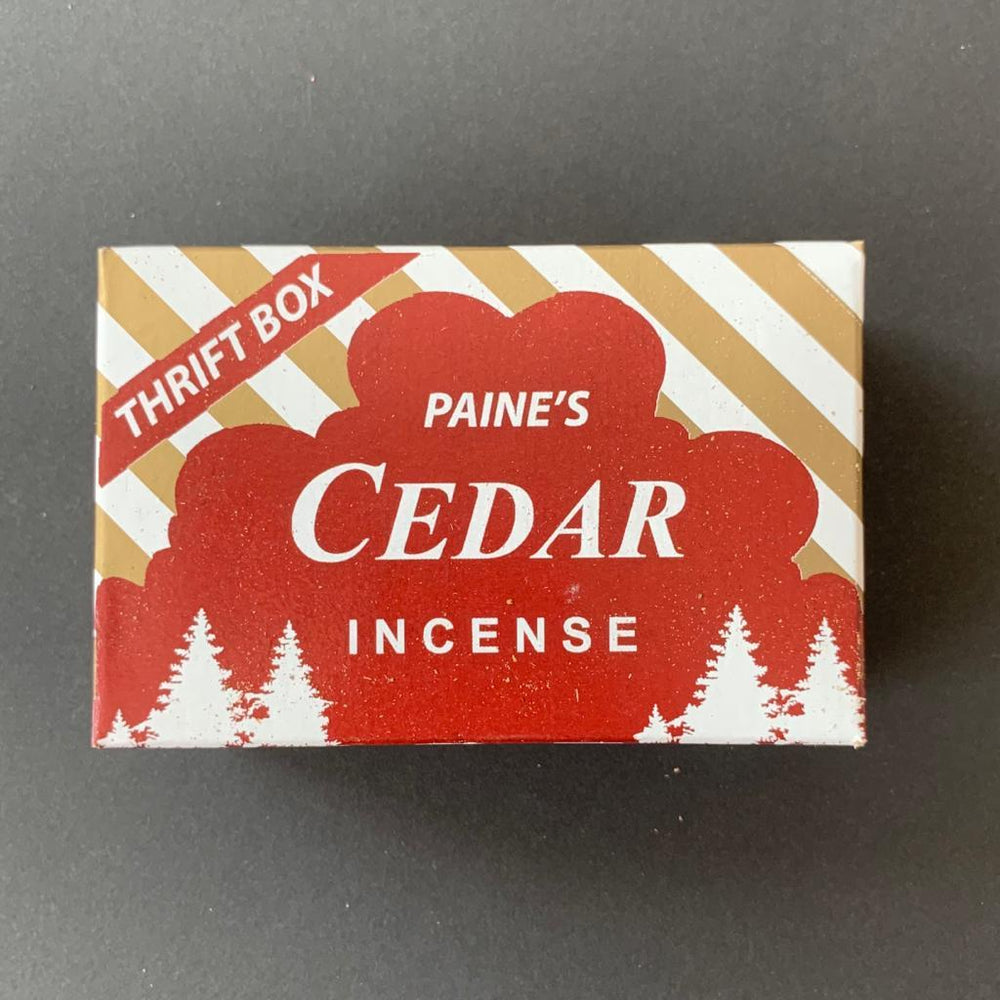 THRIFT BOX
PAINE'S
CEDAR
INCENSE